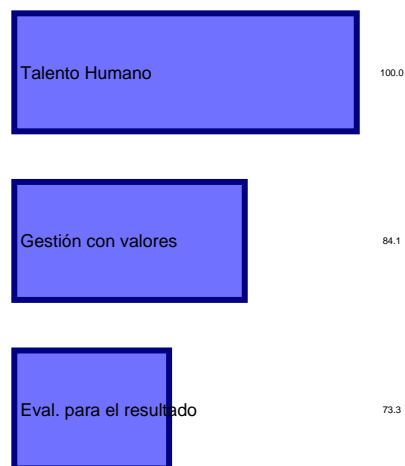 Talento Humano 100.0
Gestión con valores 84.1
Eval. para el resultado 73.3